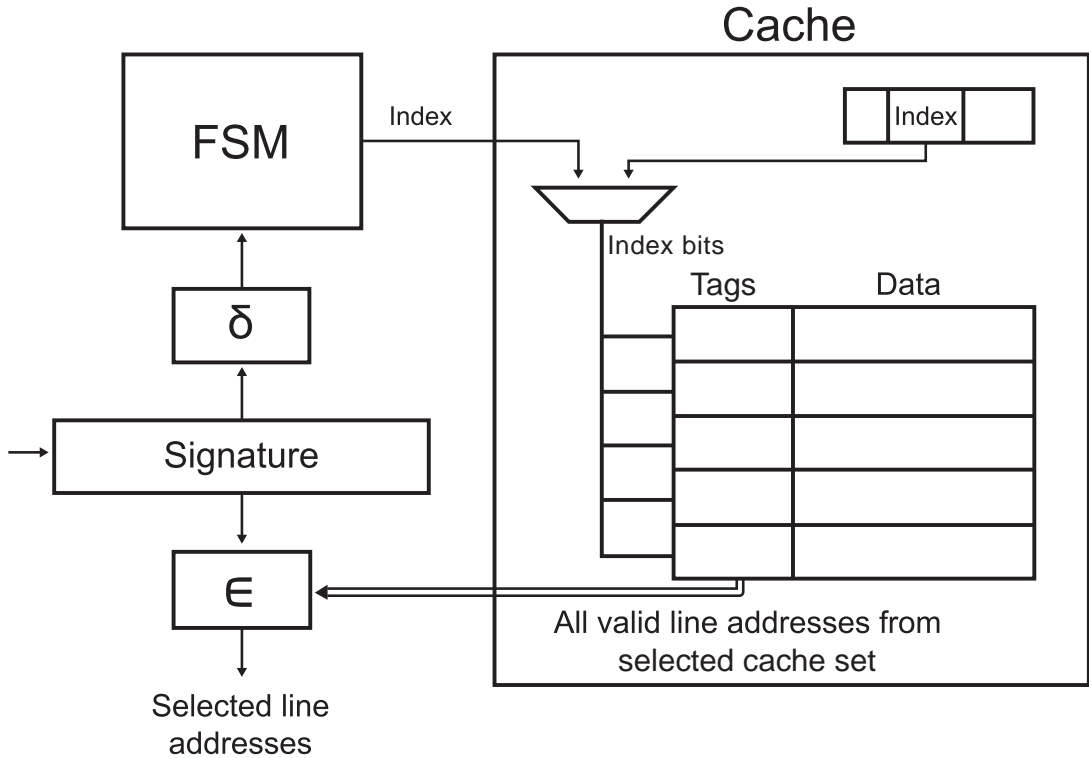 Cache
FSM
Index
Index
Index bits
Tags
Data
δ
Signature
∈
All valid line addresses from
selected cache set
Selected line
addresses